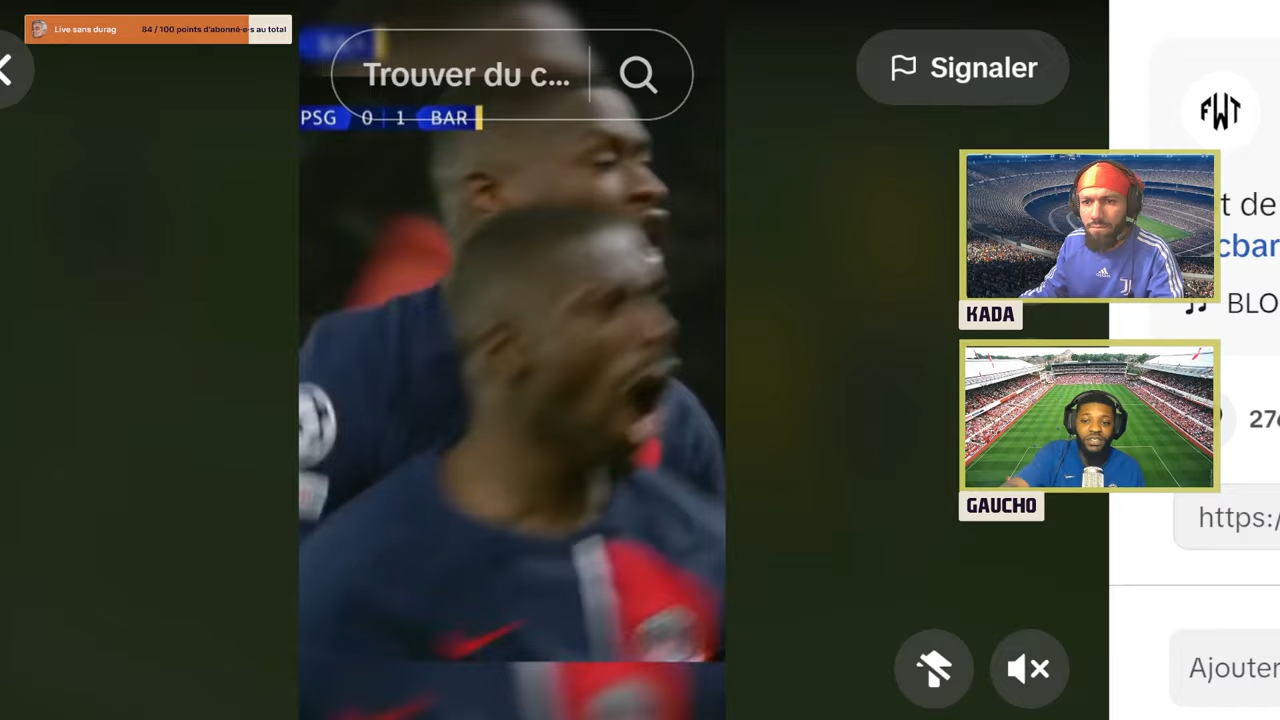 Live sans durag
84 / 100 points d'abonné·e·s au total
Trouver du c...
Signaler
PSG 0 1 BAR
FWT
t de
cbar
BLO
KADA
27
GAUCHO
https:/
Ajouter